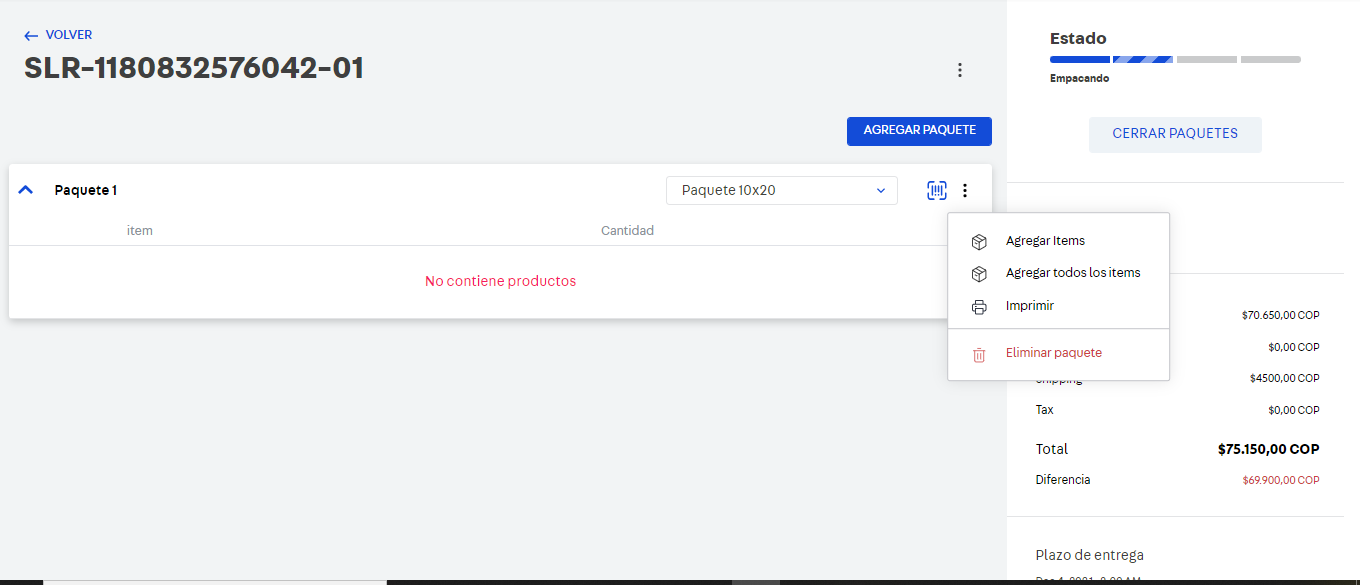 VOLVER
SLR-1180832576042-01
AGREGAR PAQUETE
Paquete 1
Paquete 10x20
item
Cantidad
No contiene productos
Agregar Items
Agregar todos los items
Imprimir
Eliminar paquete
Estado
Empacando
CERRAR PAQUETES
$70.650,00 COP
$0,00 COP
Shipping $4500,00 COP
Tax $0,00 COP
Total $75.150,00 COP
Diferencia $69.900,00 COP
Plazo de entrega